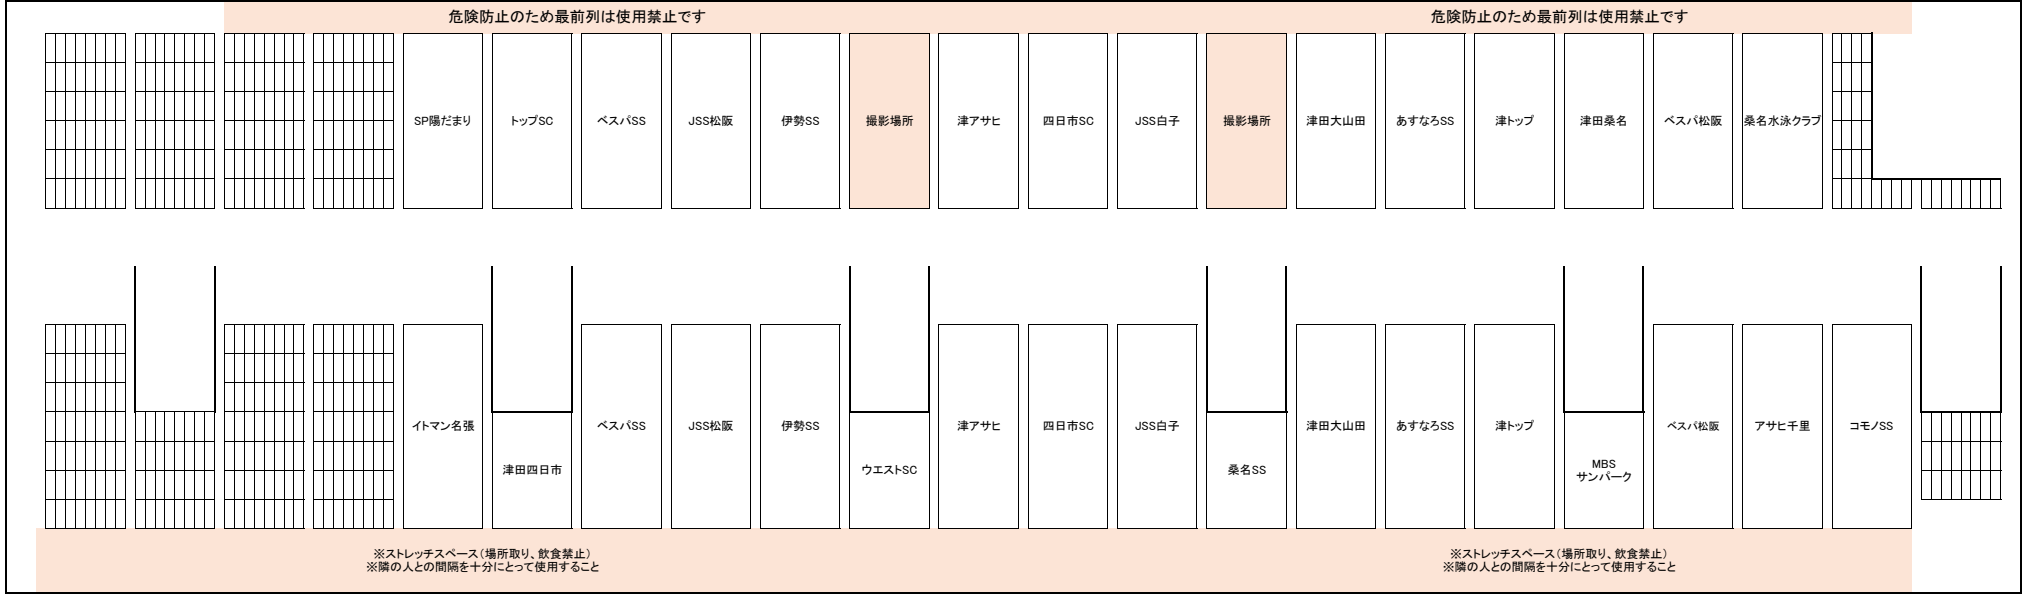 危険防止のため最前列は使用禁止です
危険防止のため最前列は使用禁止です
SP陽だまり
トップSC
ベスパSS
JSS松阪
伊勢SS
撮影場所
津アサヒ
四日市SC
JSS白子
撮影場所
津田大山田
あすなろSS
津トップ
津田桑名
ベスパ松阪
桑名水泳クラブ
イトマン名張
津田四日市
ベスパSS
JSS松阪
伊勢SS
ウエストSC
津アサヒ
四日市SC
JSS白子
桑名SS
津田大山田
あすなろSS
津トップ
MBS
サンパーク
ベスパ松阪
アサヒ千里
コモノSS
※ストレッチスペース(場所取り、飲食禁止)
※隣の人との間隔を十分にとって使用すること
※ストレッチスペース(場所取り、飲食禁止)
※隣の人との間隔を十分にとって使用すること